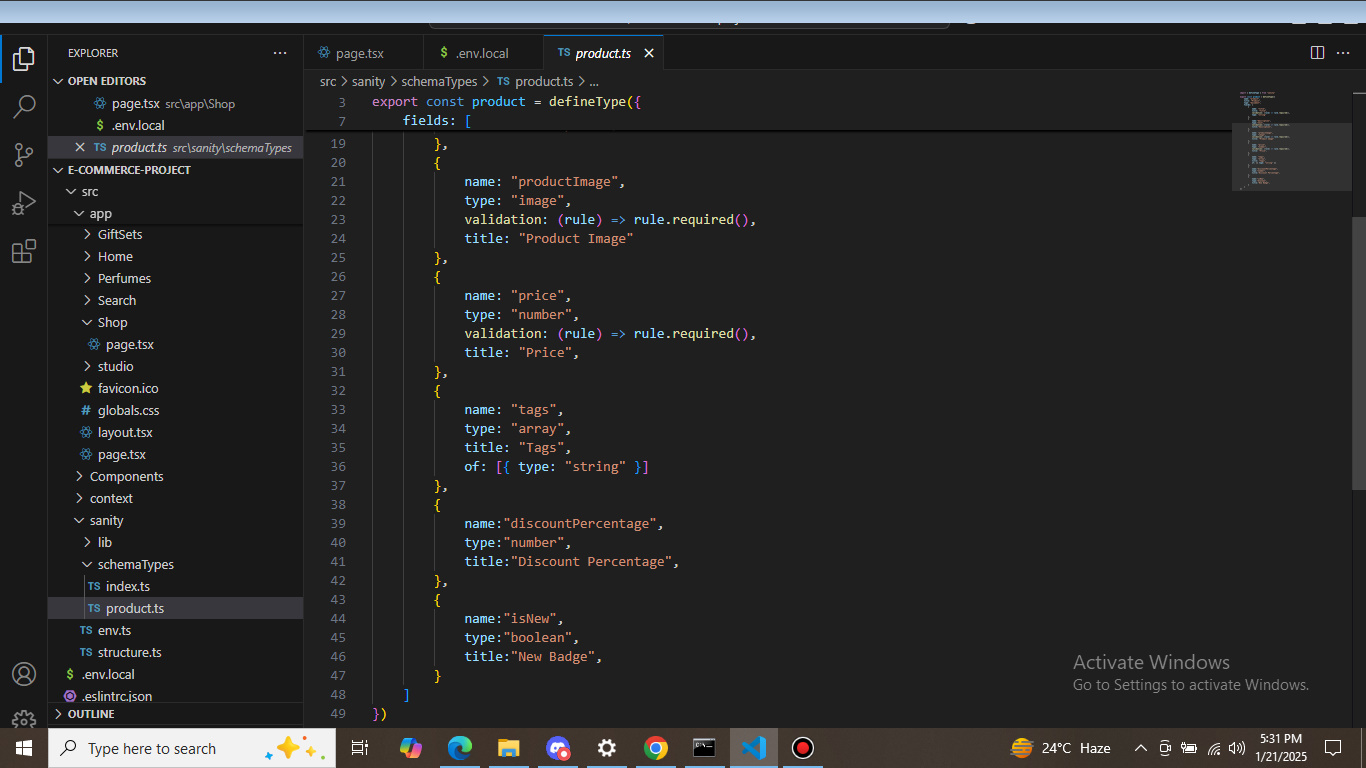 EXPLORER
OPEN EDITORS
page.tsx src\app\Shop
$ .env.local
TS product.ts src\sanity\schemaTypes
E-COMMERCE-PROJECT
src
app
GiftSets
Home
Perfumes
Search
Shop
page.tsx
studio
favicon.ico
# globals.css
layout.tsx
page.tsx
Components
context
sanity
lib
schemaTypes
TS index.ts
TS product.ts
TS env.ts
TS structure.ts
$ .env.local
.eslintrc.json
OUTLINE
page.tsx
$ .env.local
TS product.ts
src > sanity > schemaTypes > TS product.ts > ...
3 export const product = defineType({
7 fields: [
19 },
20 {
21 name: "productImage",
22 type: "image",
23 validation: (rule) => rule.required(),
24 title: "Product Image"
25 },
26 {
27 name: "price",
28 type: "number",
29 validation: (rule) => rule.required(),
30 title: "Price",
31 },
32 {
33 name: "tags",
34 type: "array",
35 title: "Tags",
36 of: [{ type: "string" }]
37 },
38 {
39 name:"discountPercentage",
40 type:"number",
41 title:"Discount Percentage",
42 },
43 {
44 name:"isNew",
45 type:"boolean",
46 title:"New Badge",
47 }
48 ]
49 })
Activate Windows
Go to Settings to activate Windows.
Type here to search
24°C Haze
5:31 PM
1/21/2025